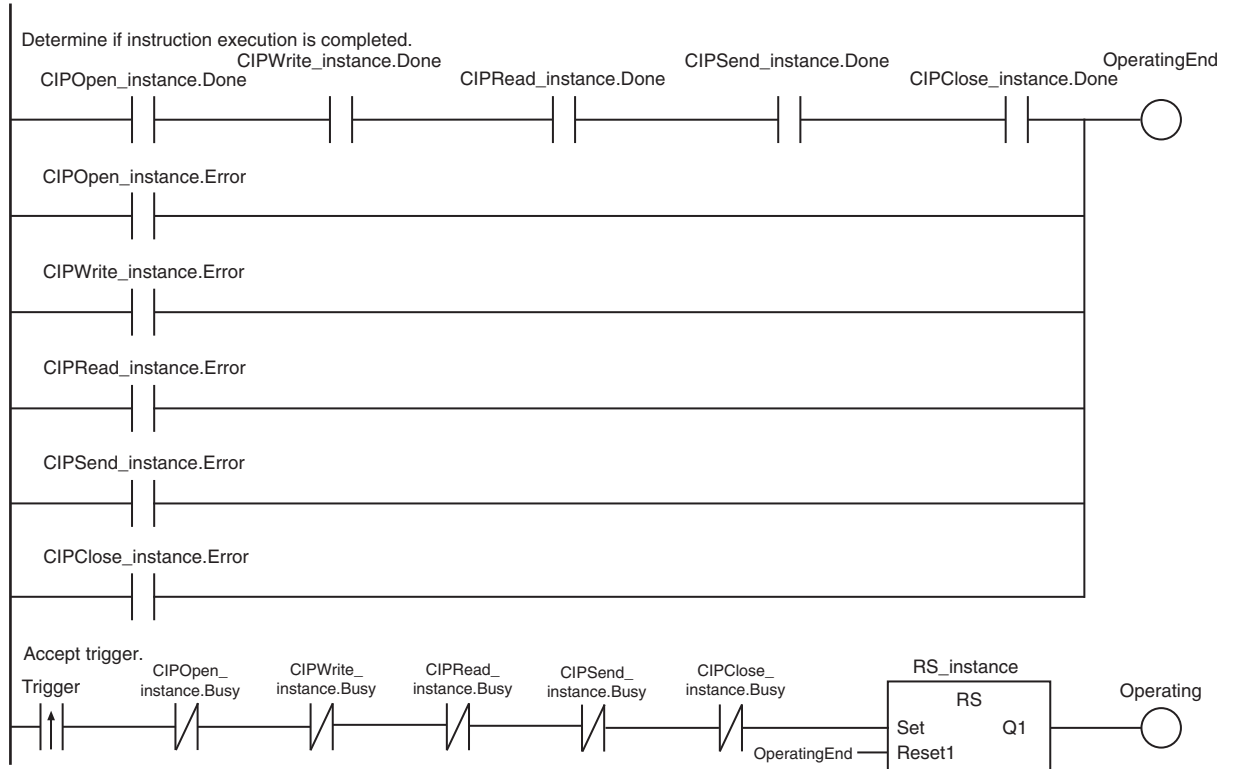 Determine if instruction execution is completed.
CIPOpen_instance.Done
CIPWrite_instance.Done
CIPRead_instance.Done
CIPSend_instance.Done
CIPClose_instance.Done
OperatingEnd
CIPOpen_instance.Error
CIPWrite_instance.Error
CIPRead_instance.Error
CIPSend_instance.Error
CIPClose_instance.Error
Accept trigger.
Trigger
CIPOpen_
instance.Busy
CIPWrite_
instance.Busy
CIPRead_
instance.Busy
CIPSend_
instance.Busy
CIPClose_
instance.Busy
RS_instance
RS
Set
Q1
OperatingEnd
Reset1
Operating